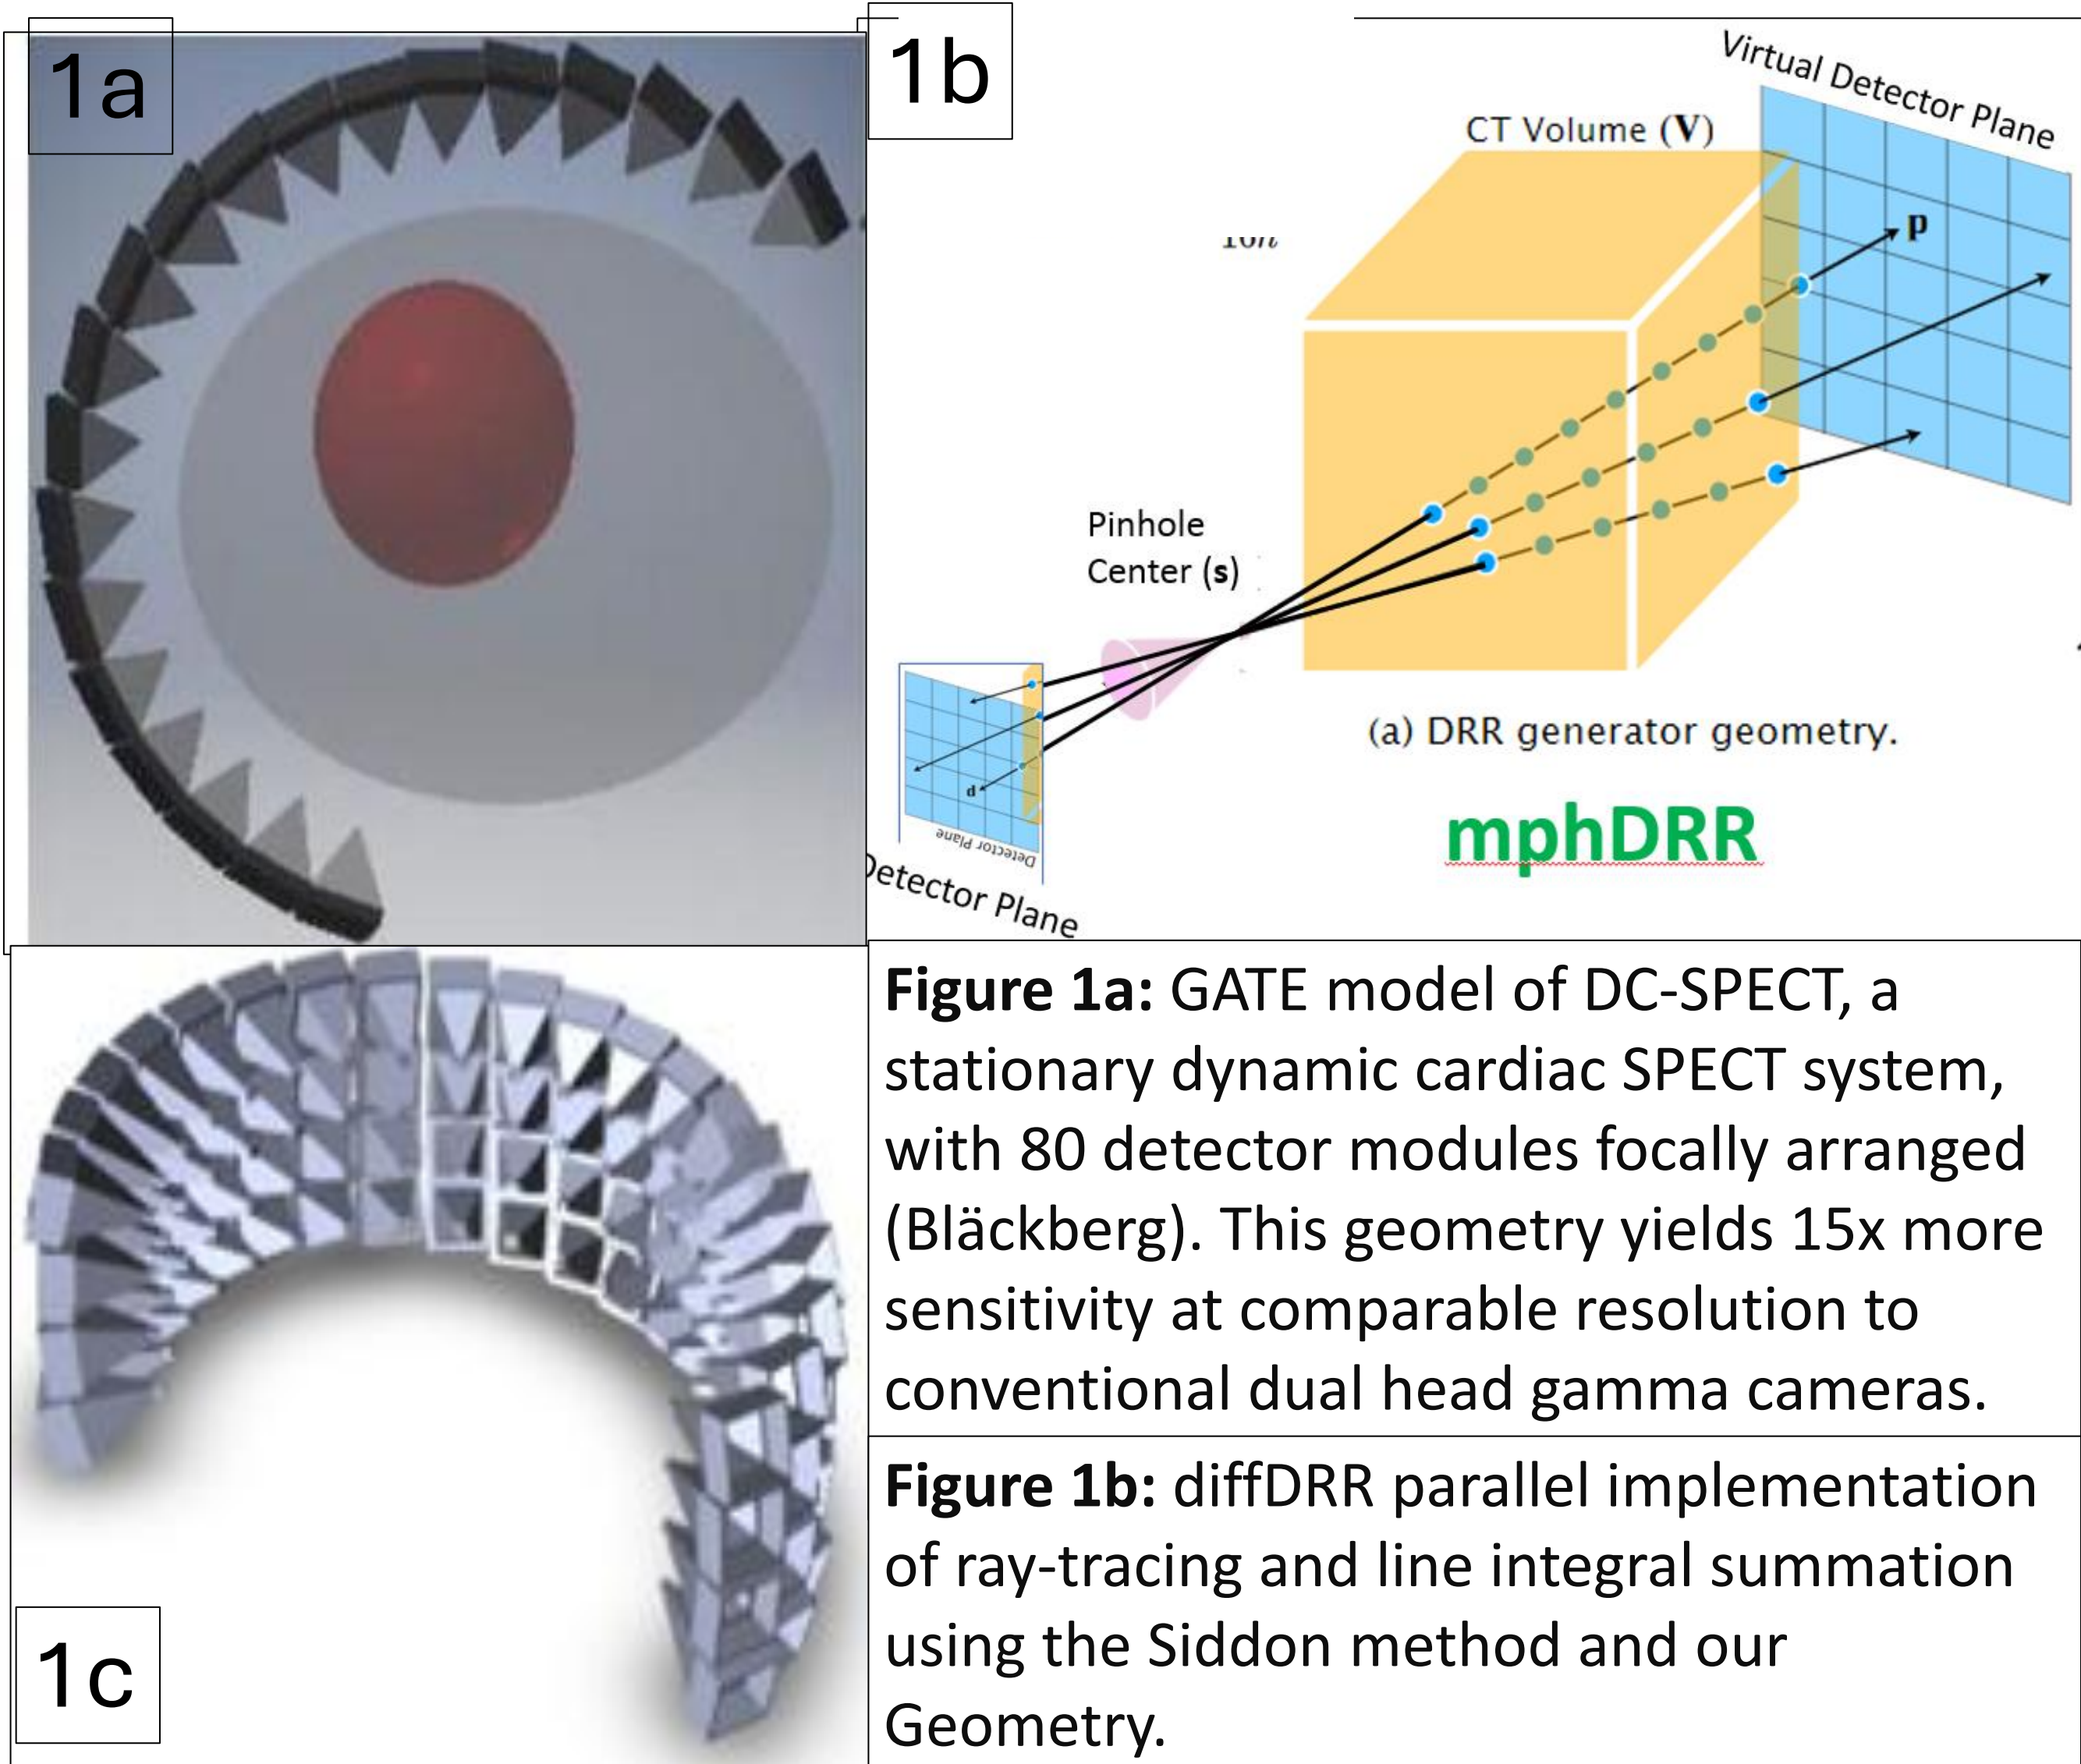 1a
1b
Virtual Detector Plane
CT Volume (V)
p
Pinhole
Center (s)
d
Detector Plane
Detector Plane
(a) DRR generator geometry.
mphDRR
Figure 1a: GATE model of DC-SPECT, a
stationary dynamic cardiac SPECT system,
with 80 detector modules focally arranged
(Bläckberg). This geometry yields 15x more
sensitivity at comparable resolution to
conventional dual head gamma cameras.
1c
Figure 1b: diffDRR parallel implementation
of ray-tracing and line integral summation
using the Siddon method and our
Geometry.